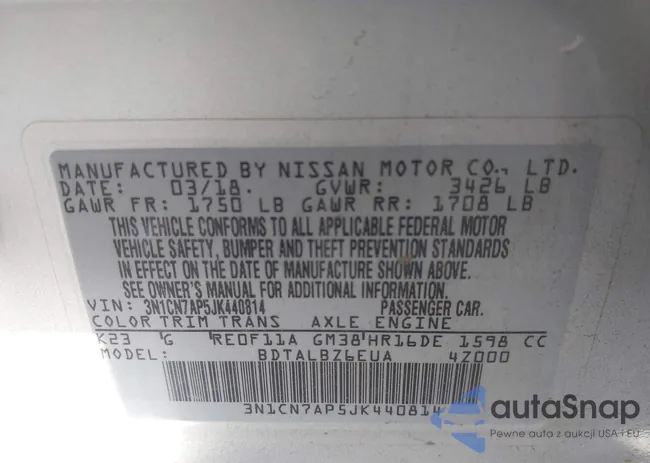 MANUFACTURED BY NISSAN MOTOR CO., LTD.
DATE: 03/18. GVWR: 3426 LB
GAWR FR: 1750 LB GAWR RR: 1708 LB
THIS VEHICLE CONFORMS TO ALL APPLICABLE FEDERAL MOTOR
VEHICLE SAFETY, BUMPER AND THEFT PREVENTION STANDARDS
IN EFFECT ON THE DATE OF MANUFACTURE SHOWN ABOVE.
SEE OWNER'S MANUAL FOR ADDITIONAL INFORMATION.
VIN: 3N1CN7AP5JK440814 PASSENGER CAR.
COLOR TRIM TRANS AXLE ENGINE
K23 G RE0F11A GM38 HR16DE 1598 CC
MODEL: BDTALBZ6EUA 4Z000
3N1CN7AP5JK440814
autoSnap
Pewne auta z aukcji USA i EU